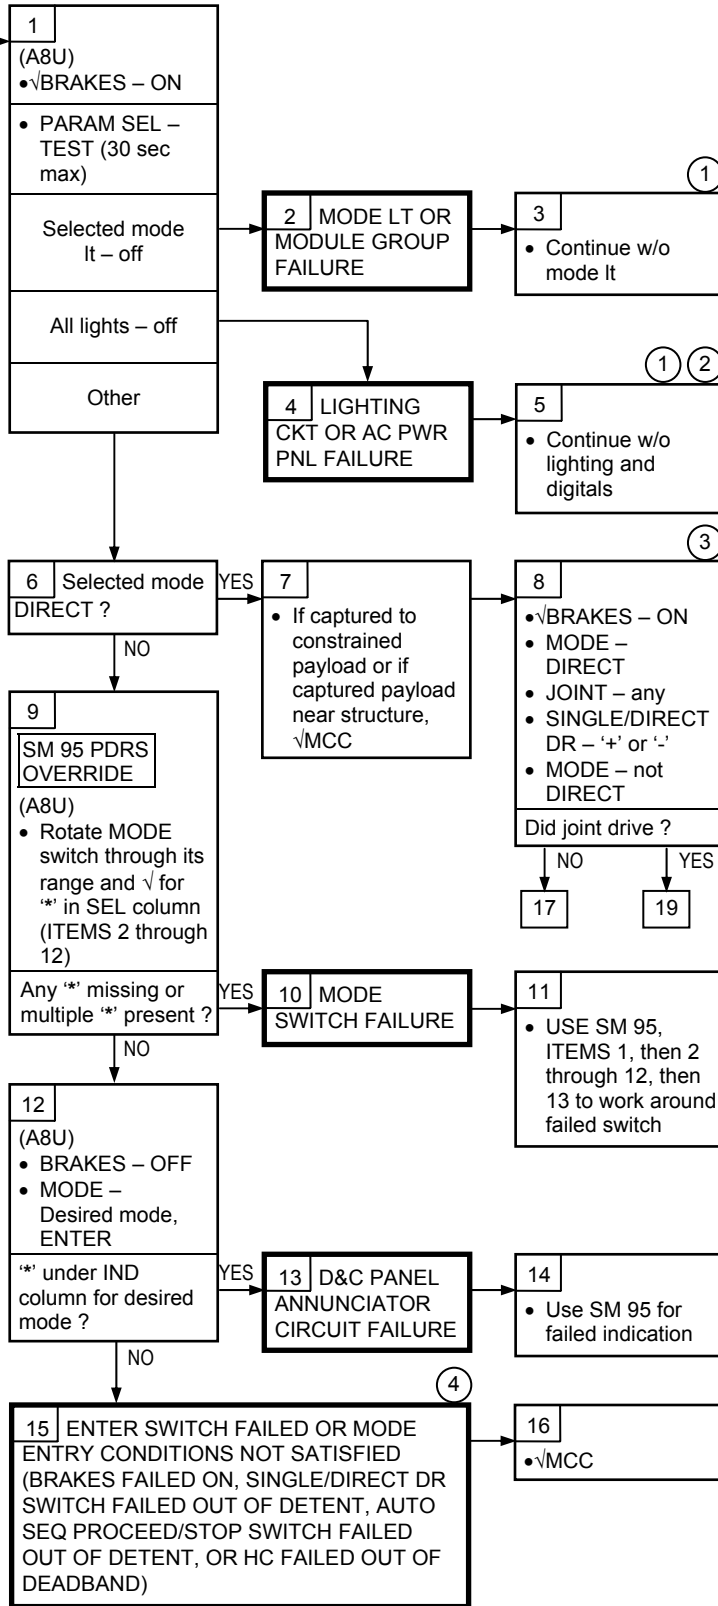 1
(A8U)
•√BRAKES – ON
• PARAM SEL –
TEST (30 sec
max)
Selected mode
lt – off
All lights – off
Other
2 MODE LT OR
MODULE GROUP
FAILURE
1
3
• Continue w/o
mode lt
4 LIGHTING
CKT OR AC PWR
PNL FAILURE
1 2
5
• Continue w/o
lighting and
digitals
6 Selected mode
DIRECT ?
YES
NO
7
• If captured to
constrained
payload or if
captured payload
near structure,
√MCC
3
8
•√BRAKES – ON
• MODE –
DIRECT
• JOINT – any
• SINGLE/DIRECT
DR – '+' or '-'
• MODE – not
DIRECT
Did joint drive ?
NO YES
17 19
9
SM 95 PDRS
OVERRIDE
(A8U)
• Rotate MODE
switch through its
range and √ for
'*' in SEL column
(ITEMS 2 through
12)
Any '*' missing or
multiple '*' present ?
YES
NO
10 MODE
SWITCH FAILURE
11
• USE SM 95,
ITEMS 1, then 2
through 12, then
13 to work around
failed switch
12
(A8U)
• BRAKES – OFF
• MODE –
Desired mode,
ENTER
'*' under IND
column for desired
mode ?
YES
NO
13 D&C PANEL
ANNUNCIATOR
CIRCUIT FAILURE
14
• Use SM 95 for
failed indication
4
15 ENTER SWITCH FAILED OR MODE
ENTRY CONDITIONS NOT SATISFIED
(BRAKES FAILED ON, SINGLE/DIRECT DR
SWITCH FAILED OUT OF DETENT, AUTO
SEQ PROCEED/STOP SWITCH FAILED
OUT OF DETENT, OR HC FAILED OUT OF
DEADBAND)
16
•√MCC